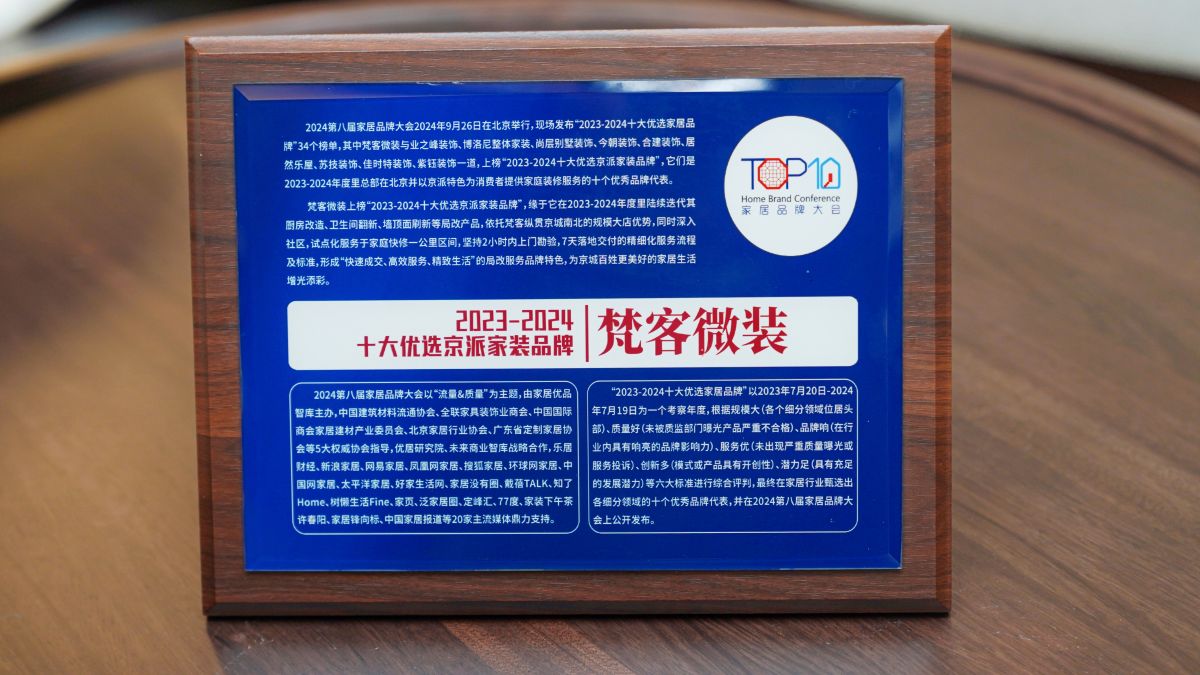 2024第八届家居品牌大会2024年9月26日在北京举行,现场发布“2023-2024十大优选家居品
牌”34个榜单,其中梵客微装与业之峰装饰、博洛尼整体家装、尚层别墅装饰、今朝装饰、合建装饰、居
然乐屋、苏技装饰、佳时特装饰、紫钰装饰一道,上榜“2023-2024十大优选京派家装品牌”,它们是
2023-2024年度里总部在北京并以京派特色为消费者提供家庭装修服务的十个优秀品牌代表。
梵客微装上榜“2023-2024十大优选京派家装品牌”,缘于它在2023-2024年度里陆续迭代其
厨房改造、卫生间翻新、墙顶面刷新等局改产品,依托梵客纵贯京城南北的规模大店优势,同时深入
社区,试点化服务于家庭快修一公里区间,坚持2小时内上门勘验,7天落地交付的精细化服务流程
及标准,形成“快速成交、高效服务、精致生活”的局改服务品牌特色,为京城百姓更美好的家居生活
增光添彩。
TOP10
Home Brand Conference
家居品牌大会
2023-2024
十大优选京派家装品牌
梵客微装
2024第八届家居品牌大会以“流量&质量”为主题,由家居优品
智库主办,中国建筑材料流通协会、全联家具装饰业商会、中国国际
商会家居建材产业委员会、北京家居行业协会、广东省定制家居协
会等5大权威协会指导,优居研究院、未来商业智库战略合作,乐居
财经、新浪家居、网易家居、凤凰网家居、搜狐家居、环球网家居、中
国网家居、太平洋家居、好家生活网、家居没有圈、戴蓓TALK、知了
Home、树懒生活Fine、家页、泛家居圈、定峰汇、77度、家装下午茶
许春阳、家居锋向标、中国家居报道等20家主流媒体鼎力支持。
“2023-2024十大优选家居品牌”以2023年7月20日-2024
年7月19日为一个考察年度,根据规模大(各个细分领域位居头
部)、质量好(未被质监部门曝光产品严重不合格)、品牌响(在行
业内具有响亮的品牌影响力)、服务优(未出现严重质量曝光或
服务投诉)、创新多(模式或产品具有开创性)、潜力足(具有充足
的发展潜力)等六大标准进行综合评判,最终在家居行业甄选出
各细分领域的十个优秀品牌代表,并在2024第八届家居品牌大
会上公开发布。